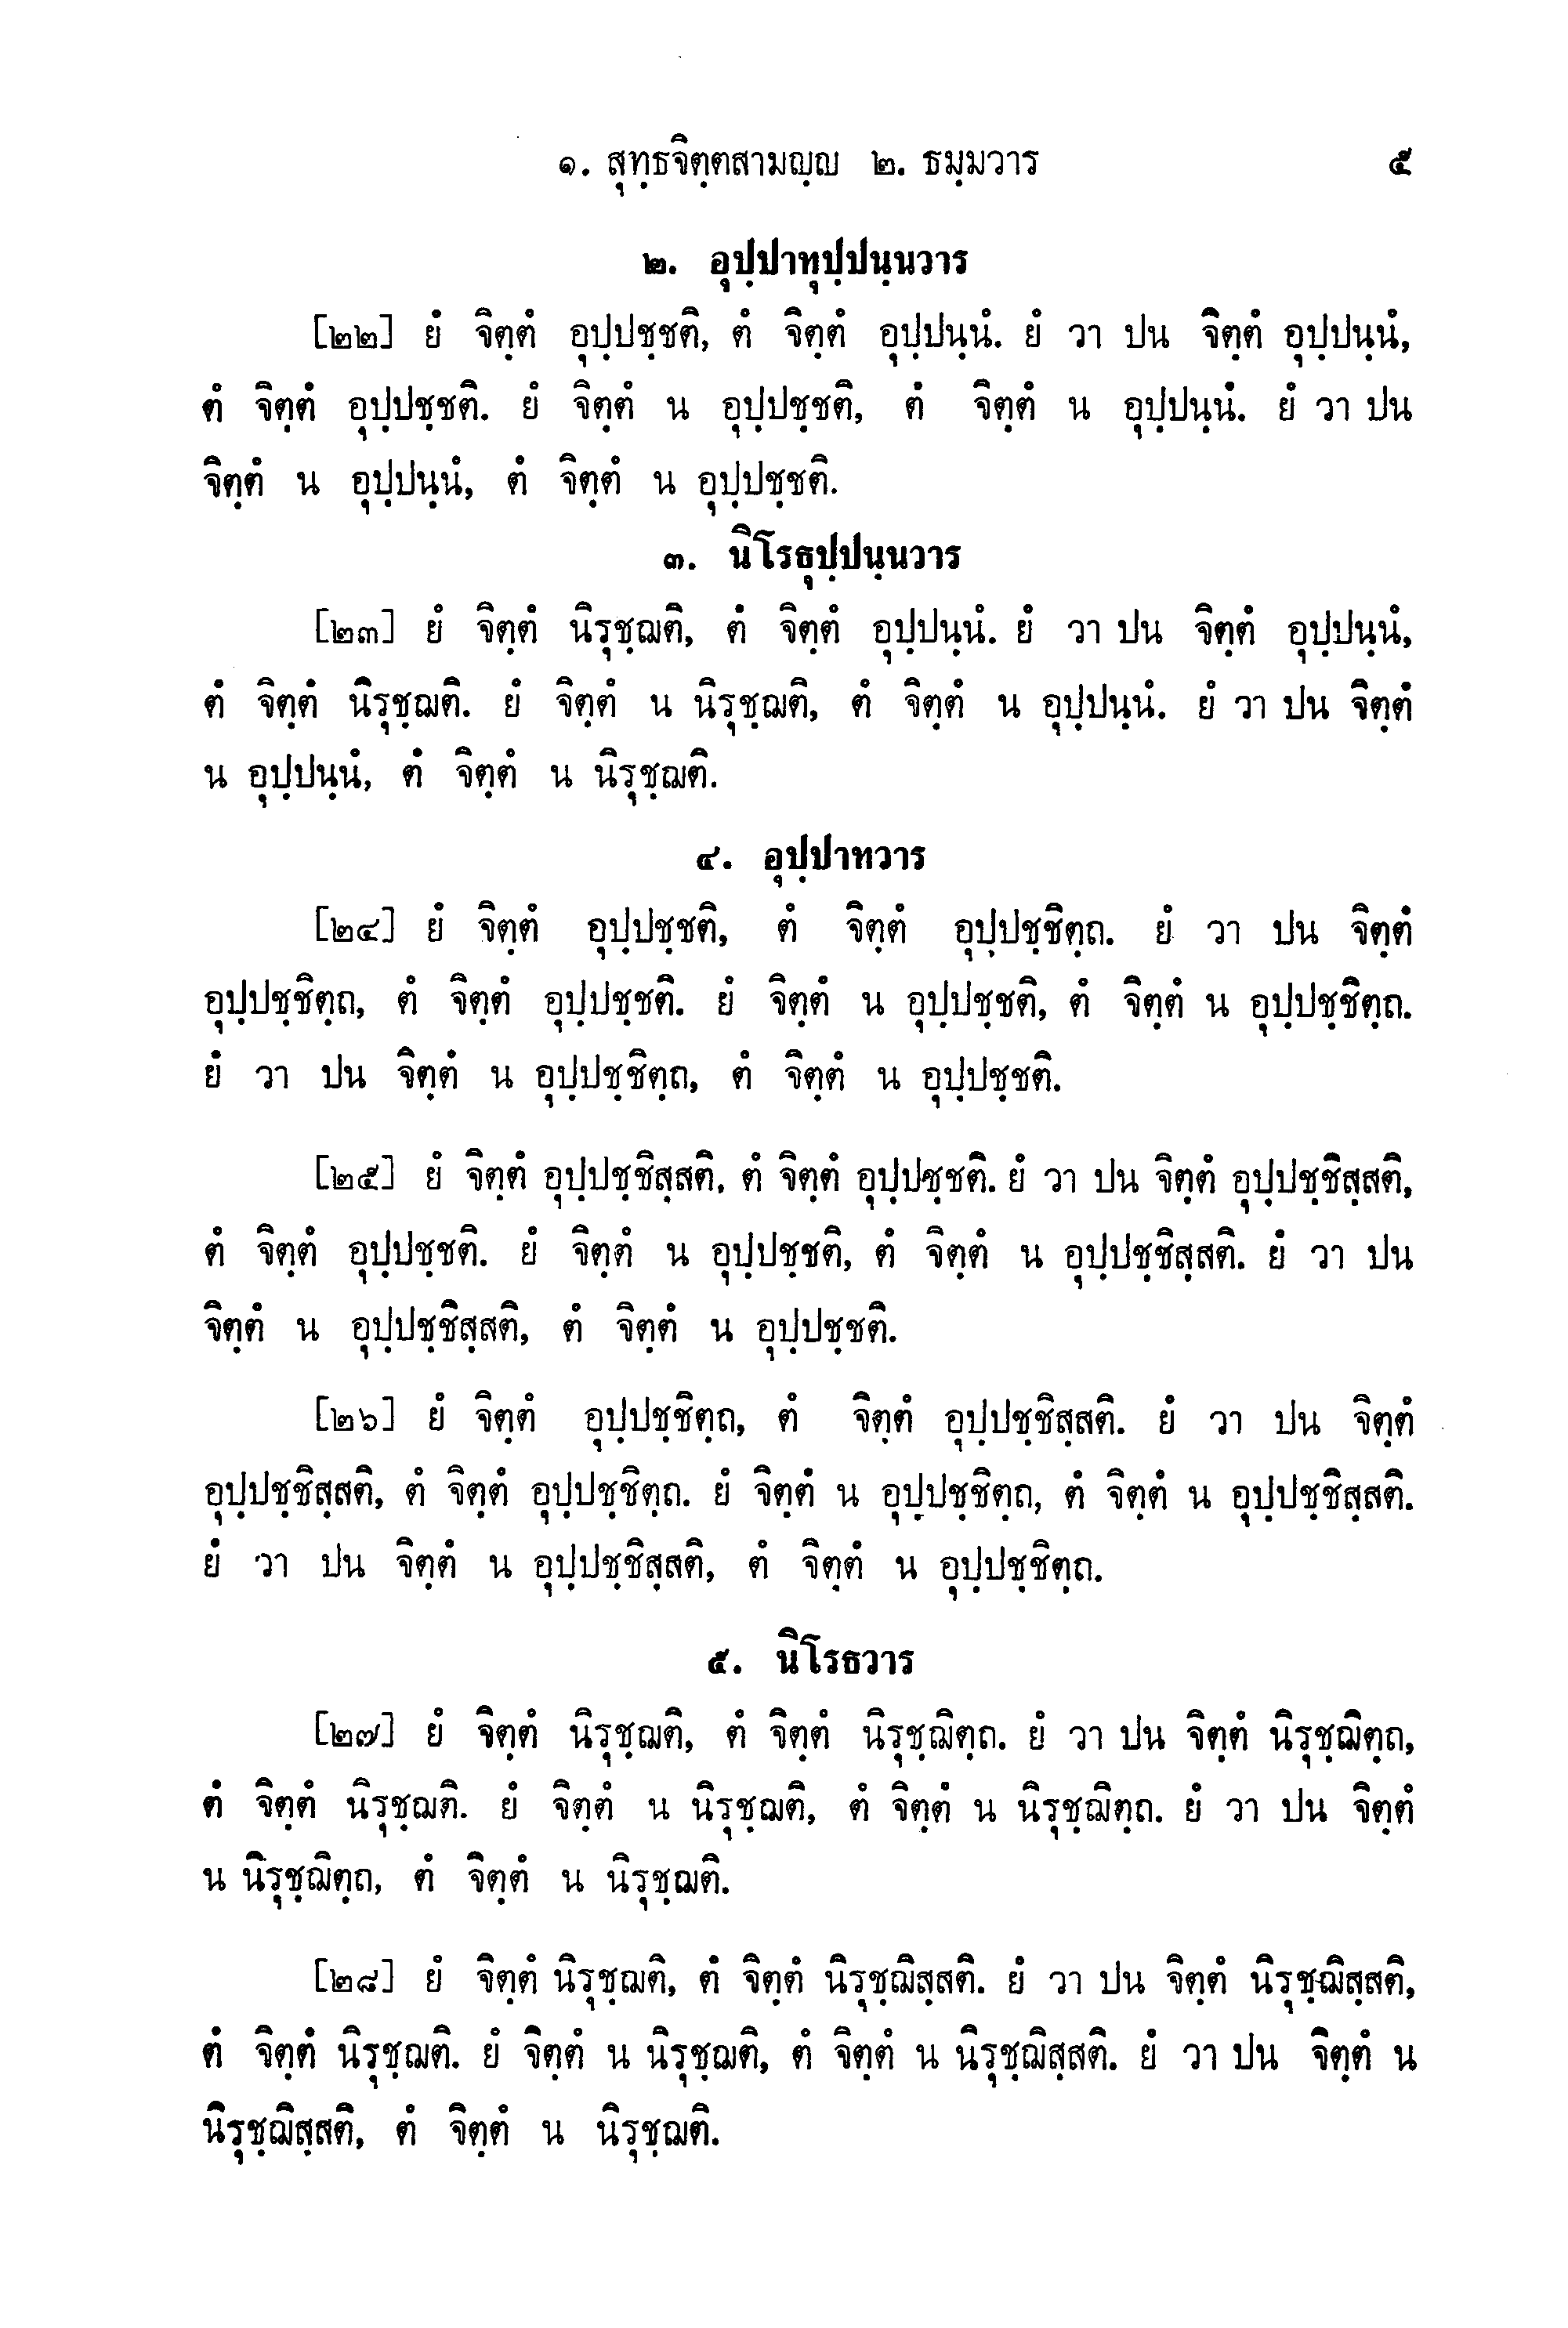 ๑. สุทฺธจิตฺตสามญฺญ ๒. ธมฺมวาร ๕
๒. อุปฺปาทุปฺปนฺนวาร
[๒๒] ยํ จิตฺตํ อุปฺปชฺชติ, ตํ จิตฺตํ อุปฺปนฺนํ. ยํ วา ปน จิตฺตํ อุปฺปนฺนํ,
ตํ จิตฺตํ อุปฺปชฺชติ. ยํ จิตฺตํ น อุปฺปชฺชติ, ตํ จิตฺตํ น อุปฺปนฺนํ. ยํ วา ปน
จิตฺตํ น อุปฺปนฺนํ, ตํ จิตฺตํ น อุปฺปชฺชติ.
๓. นิโรธุปฺปนฺนวาร
[๒๓] ยํ จิตฺตํ นิรุชฺฌติ, ตํ จิตฺตํ อุปฺปนฺนํ. ยํ วา ปน จิตฺตํ อุปฺปนฺนํ,
ตํ จิตฺตํ นิรุชฺฌติ. ยํ จิตฺตํ น นิรุชฺฌติ, ตํ จิตฺตํ น อุปฺปนฺนํ. ยํ วา ปน จิตฺตํ
น อุปฺปนฺนํ, ตํ จิตฺตํ น นิรุชฺฌติ.
๔. อุปฺปาทวาร
[๒๔] ยํ จิตฺตํ อุปฺปชฺชติ, ตํ จิตฺตํ อุปฺปชฺชิตฺถ. ยํ วา ปน จิตฺตํ
อุปฺปชฺชิตฺถ, ตํ จิตฺตํ อุปฺปชฺชติ. ยํ จิตฺตํ น อุปฺปชฺชติ, ตํ จิตฺตํ น อุปฺปชฺชิตฺถ.
ยํ วา ปน จิตฺตํ น อุปฺปชฺชิตฺถ, ตํ จิตฺตํ น อุปฺปชฺชติ.
[๒๕] ยํ จิตฺตํ อุปฺปชฺชิสฺสติ, ตํ จิตฺตํ อุปฺปชฺชติ. ยํ วา ปน จิตฺตํ อุปฺปชฺชิสฺสติ,
ตํ จิตฺตํ อุปฺปชฺชติ. ยํ จิตฺตํ น อุปฺปชฺชติ, ตํ จิตฺตํ น อุปฺปชฺชิสฺสติ. ยํ วา ปน
จิตฺตํ น อุปฺปชฺชิสฺสติ, ตํ จิตฺตํ น อุปฺปชฺชติ.
[๒๖] ยํ จิตฺตํ อุปฺปชฺชิตฺถ, ตํ จิตฺตํ อุปฺปชฺชิสฺสติ. ยํ วา ปน จิตฺตํ
อุปฺปชฺชิสฺสติ, ตํ จิตฺตํ อุปฺปชฺชิตฺถ. ยํ จิตฺตํ น อุปฺปชฺชิตฺถ, ตํ จิตฺตํ น อุปฺปชฺชิสฺสติ.
ยํ วา ปน จิตฺตํ น อุปฺปชฺชิสฺสติ, ตํ จิตฺตํ น อุปฺปชฺชิตฺถ.
๕. นิโรธวาร
[๒๗] ยํ จิตฺตํ นิรุชฺฌติ, ตํ จิตฺตํ นิรุชฺฌิตฺถ. ยํ วา ปน จิตฺตํ นิรุชฺฌิตฺถ,
ตํ จิตฺตํ นิรุชฺฌติ. ยํ จิตฺตํ น นิรุชฺฌติ, ตํ จิตฺตํ น นิรุชฺฌิตฺถ. ยํ วา ปน จิตฺตํ
น นิรุชฺฌิตฺถ, ตํ จิตฺตํ น นิรุชฺฌติ.
[๒๘] ยํ จิตฺตํ นิรุชฺฌติ, ตํ จิตฺตํ นิรุชฺฌิสฺสติ. ยํ วา ปน จิตฺตํ นิรุชฺฌิสฺสติ,
ตํ จิตฺตํ นิรุชฺฌติ. ยํ จิตฺตํ น นิรุชฺฌติ, ตํ จิตฺตํ น นิรุชฺฌิสฺสติ. ยํ วา ปน จิตฺตํ น
นิรุชฺฌิสฺสติ, ตํ จิตฺตํ น นิรุชฺฌติ.